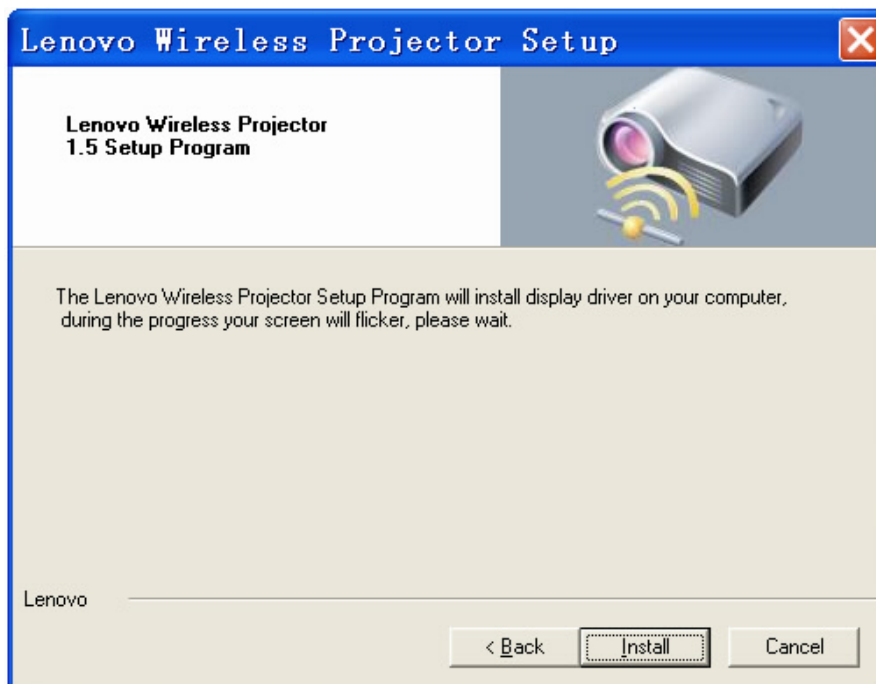 Lenovo Wireless Projector Setup
Lenovo Wireless Projector
1.5 Setup Program
The Lenovo Wireless Projector Setup Program will install display driver on your computer,
during the progress your screen will flicker, please wait.
Lenovo
< Back Install Cancel